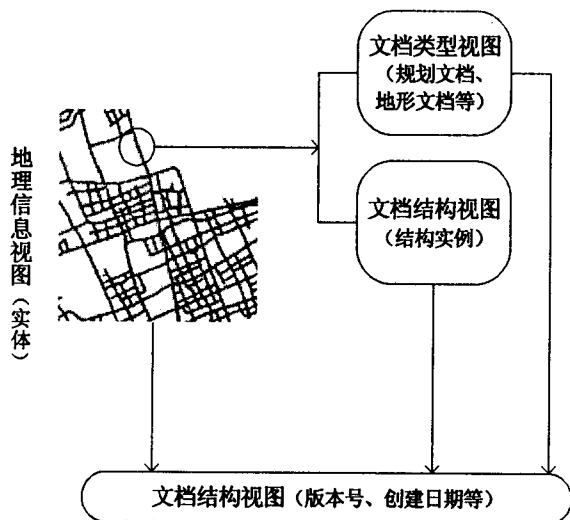 地理信息视图（实体）
文档类型视图
（规划文档、
地形文档等）
文档结构视图
（结构实例）
文档结构视图（版本号、创建日期等）